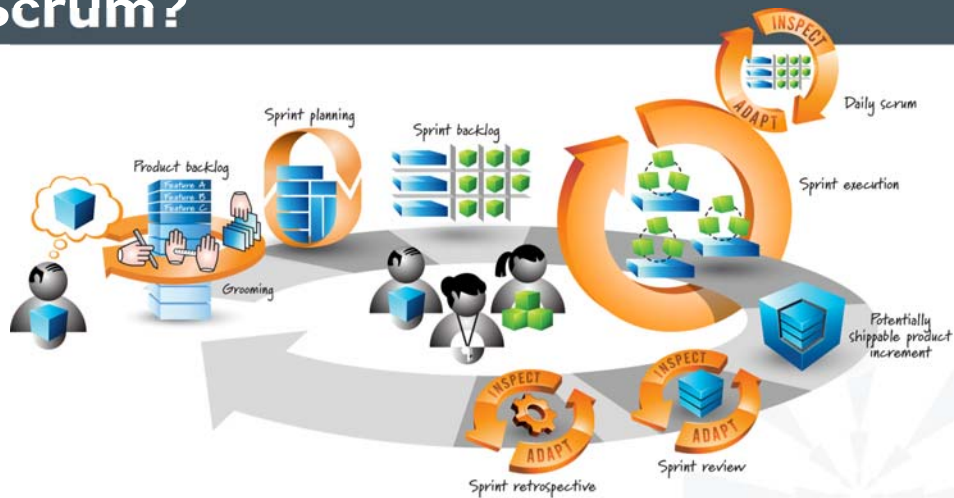 Scrum?
INSPECT
ADAPT
Daily scrum
Sprint planning
Sprint backlog
Product backlog
Feature A
Feature B
Feature C
Sprint execution
Grooming
Potentially
shippable product
increment
INSPECT
ADAPT
Sprint review
INSPECT
ADAPT
Sprint retrospective